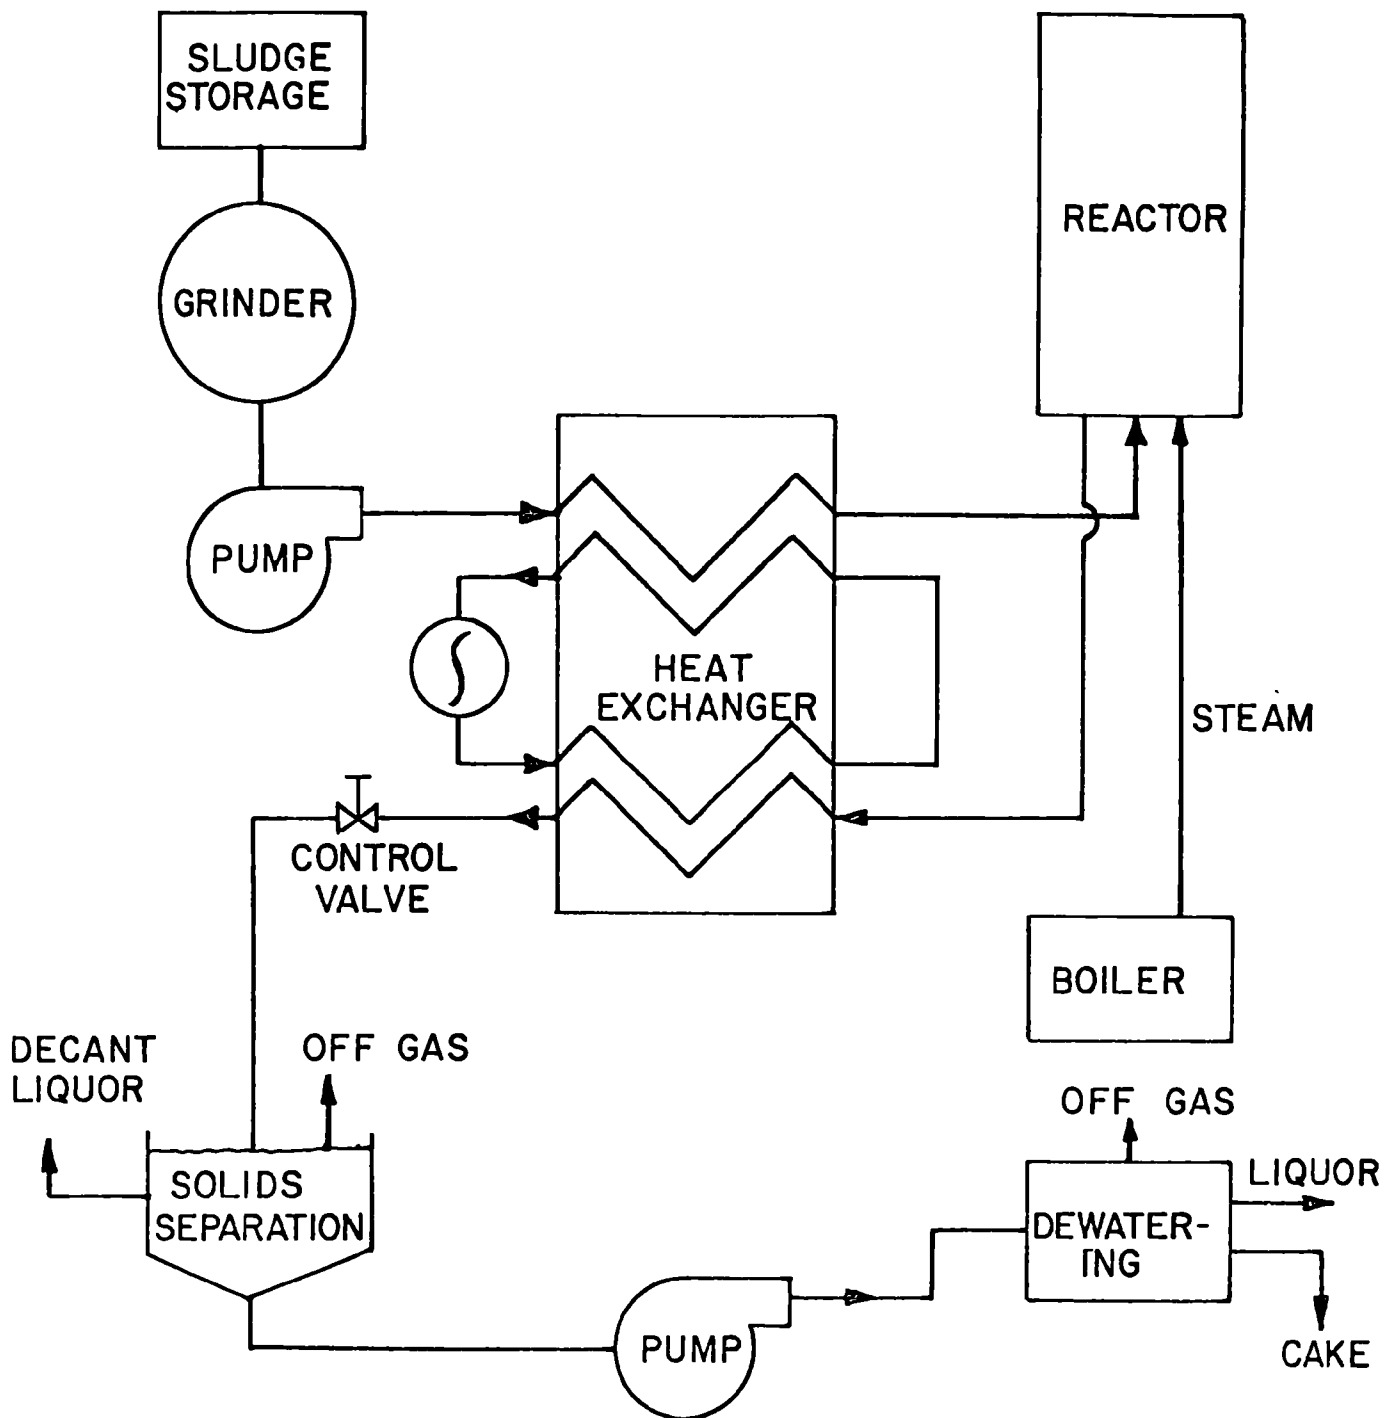 SLUDGE
STORAGE
REACTOR
GRINDER
PUMP
HEAT
EXCHANGER
STEAM
CONTROL
VALVE
BOILER
DECANT
LIQUOR
OFF GAS
OFF GAS
SOLIDS
SEPARATION
LIQUOR
DEWATER-
ING
PUMP
CAKE